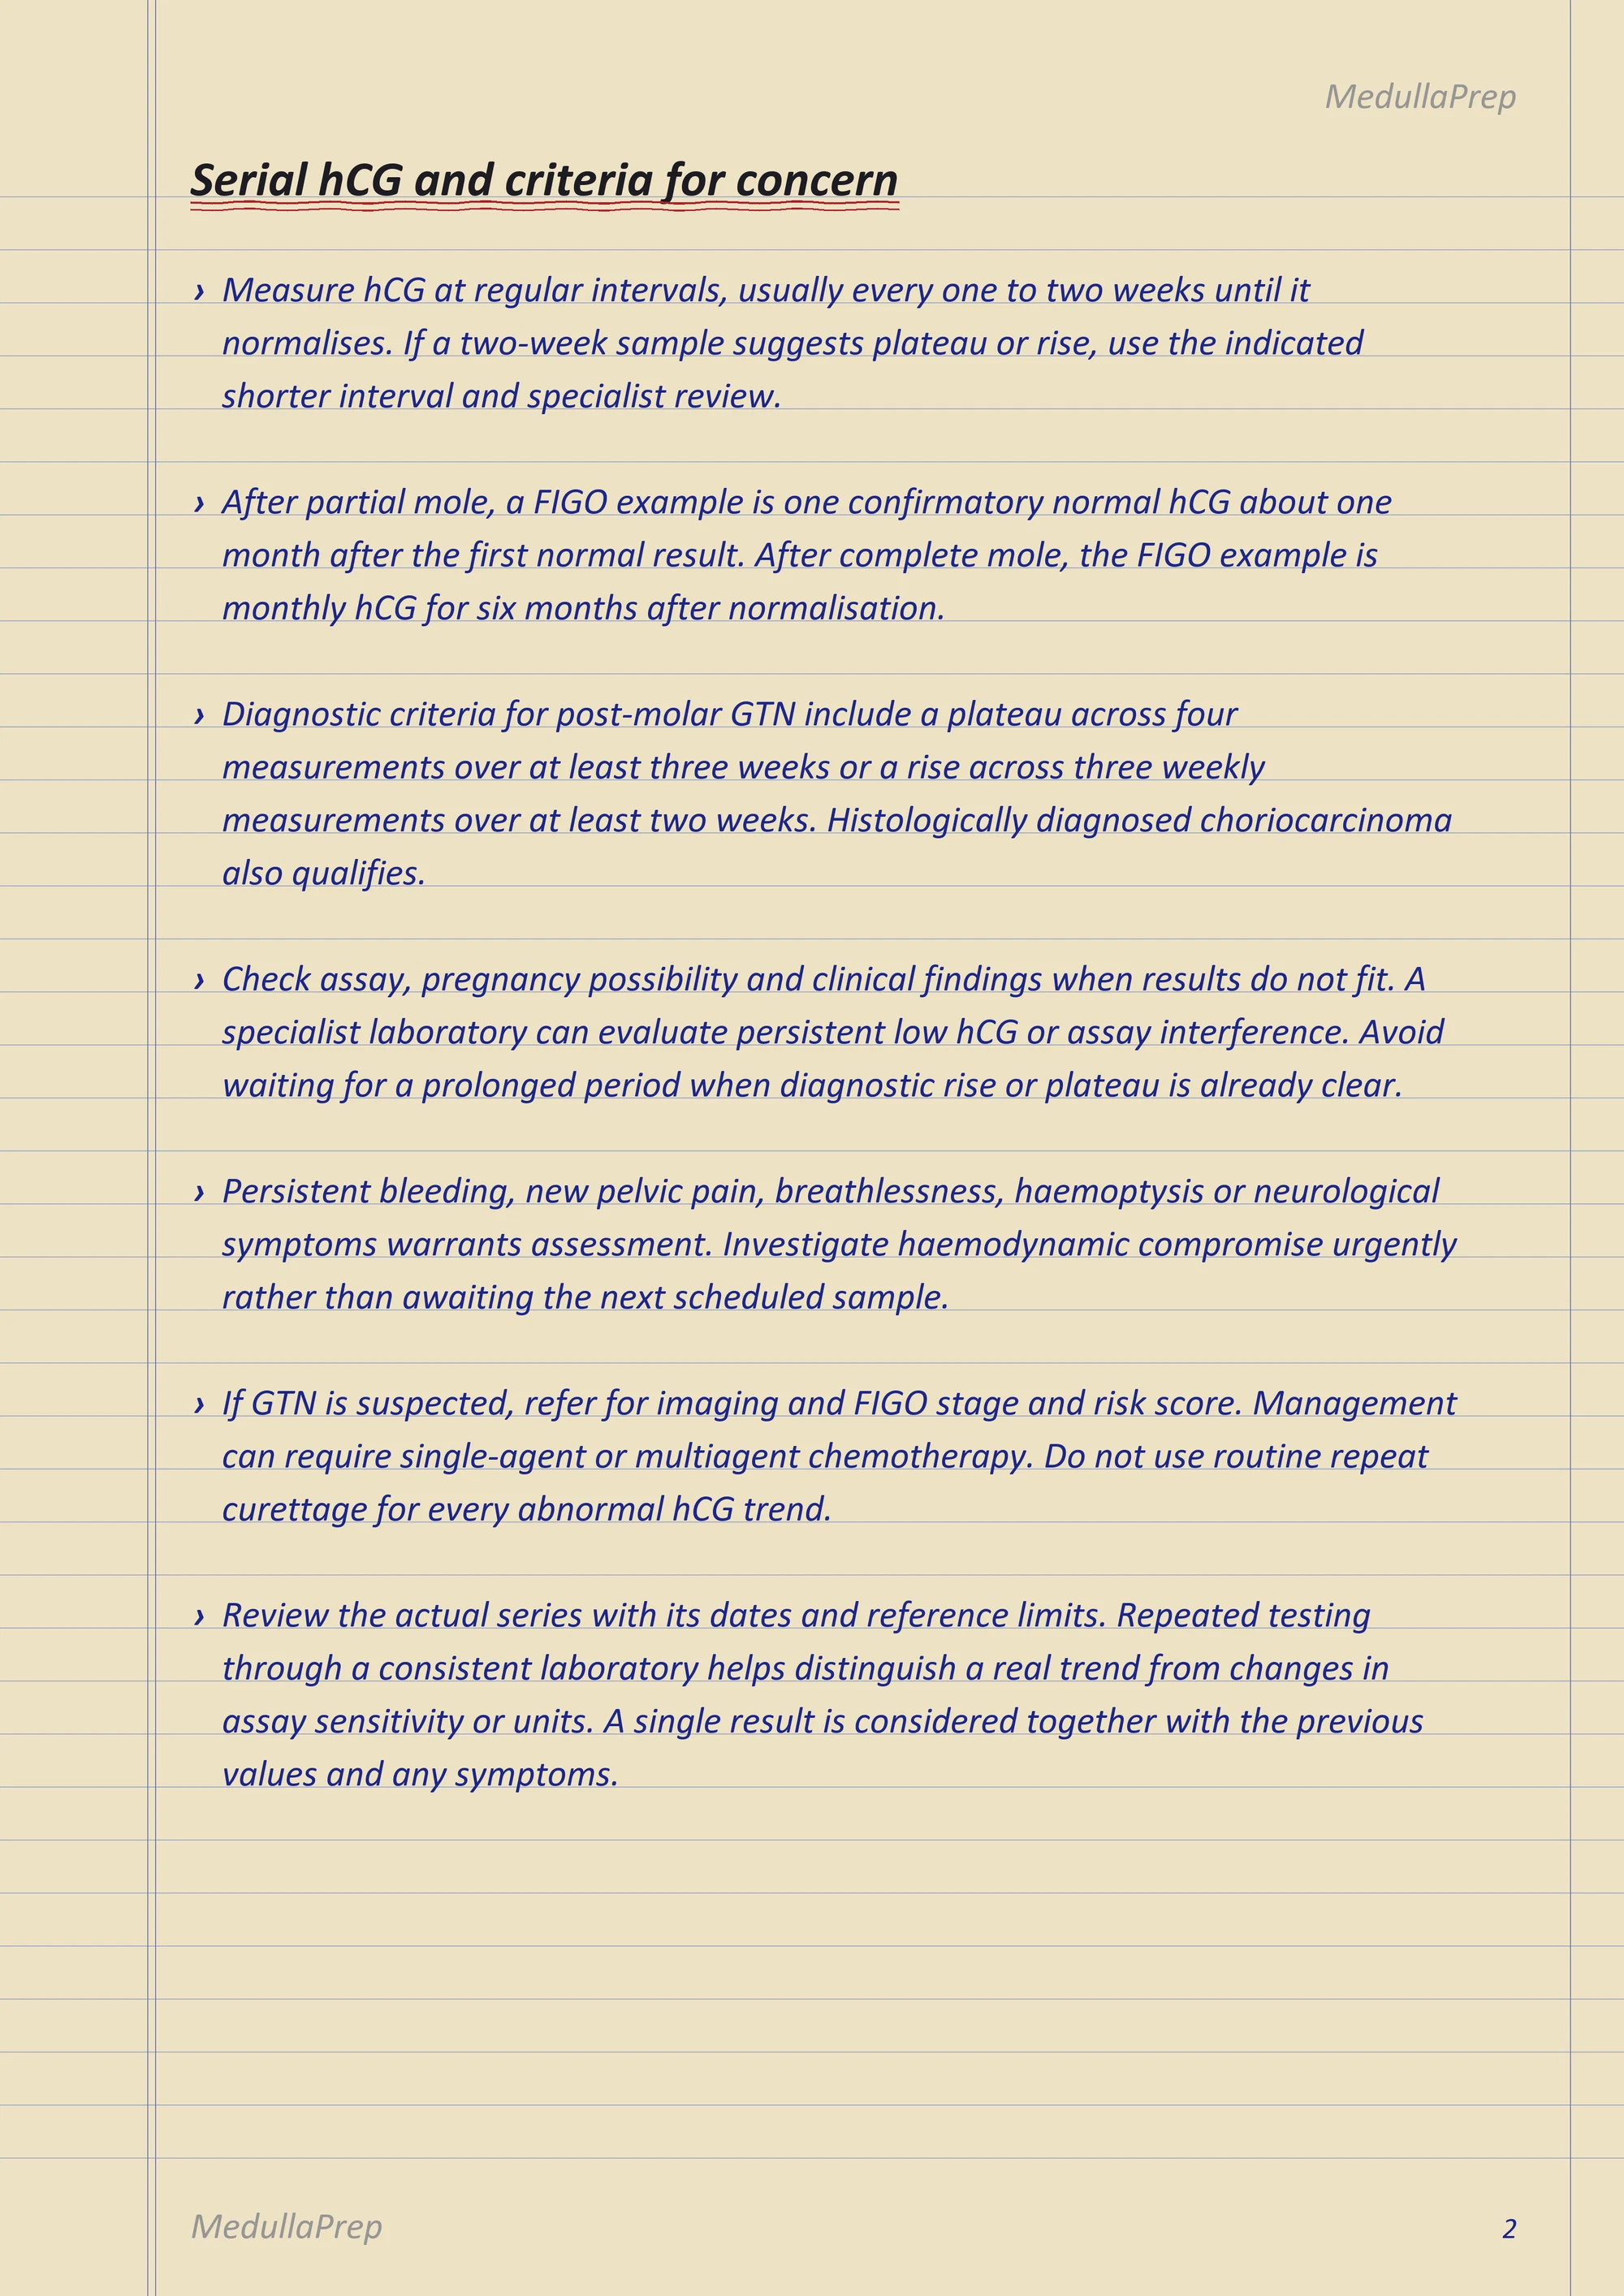 MedullaPrep
Serial hCG and criteria for concern
› Measure hCG at regular intervals, usually every one to two weeks until it
normalises. If a two-week sample suggests plateau or rise, use the indicated
shorter interval and specialist review.
› After partial mole, a FIGO example is one confirmatory normal hCG about one
month after the first normal result. After complete mole, the FIGO example is
monthly hCG for six months after normalisation.
› Diagnostic criteria for post-molar GTN include a plateau across four
measurements over at least three weeks or a rise across three weekly
measurements over at least two weeks. Histologically diagnosed choriocarcinoma
also qualifies.
› Check assay, pregnancy possibility and clinical findings when results do not fit. A
specialist laboratory can evaluate persistent low hCG or assay interference. Avoid
waiting for a prolonged period when diagnostic rise or plateau is already clear.
› Persistent bleeding, new pelvic pain, breathlessness, haemoptysis or neurological
symptoms warrants assessment. Investigate haemodynamic compromise urgently
rather than awaiting the next scheduled sample.
› If GTN is suspected, refer for imaging and FIGO stage and risk score. Management
can require single-agent or multiagent chemotherapy. Do not use routine repeat
curettage for every abnormal hCG trend.
› Review the actual series with its dates and reference limits. Repeated testing
through a consistent laboratory helps distinguish a real trend from changes in
assay sensitivity or units. A single result is considered together with the previous
values and any symptoms.
MedullaPrep
2